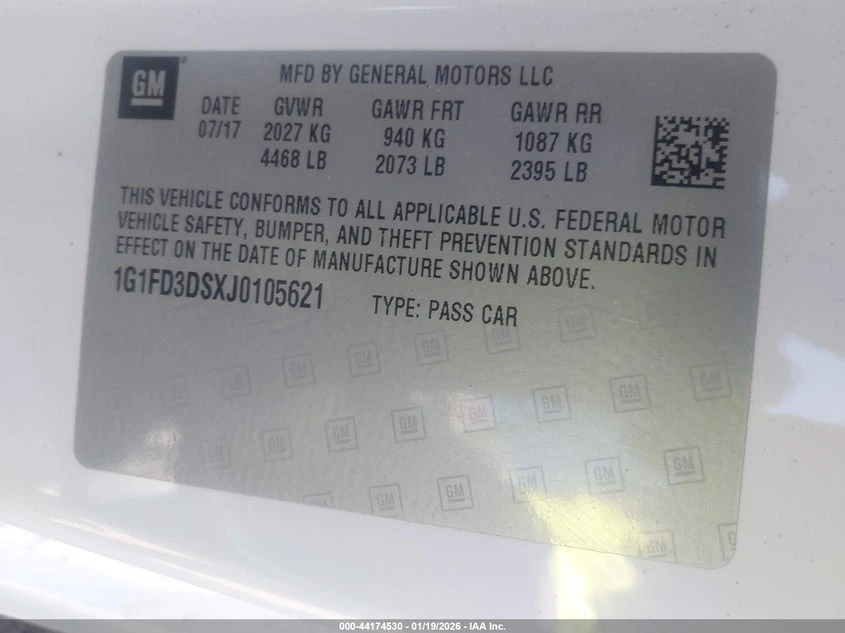 GM
MFD BY GENERAL MOTORS LLC
DATE GVWR GAWR FRT GAWR RR
07/17 2027 KG 940 KG 1087 KG
4468 LB 2073 LB 2395 LB
THIS VEHICLE CONFORMS TO ALL APPLICABLE U.S. FEDERAL MOTOR
VEHICLE SAFETY, BUMPER, AND THEFT PREVENTION STANDARDS IN
EFFECT ON THE DATE OF MANUFACTURE SHOWN ABOVE.
1G1FD3DSXJ0105621 TYPE: PASS CAR
000-44174530 - 01/19/2026 - IAA Inc.